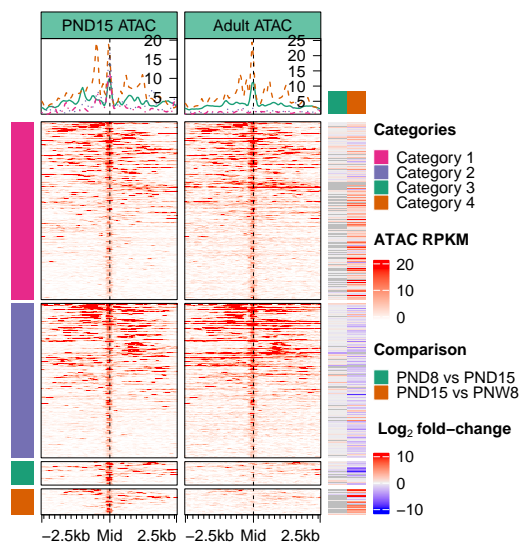 PND15 ATAC
Adult ATAC
20
15
10
5
25
15
5
Categories
Category 1
Category 2
Category 3
Category 4
ATAC RPKM
20
10
0
Comparison
PND8 vs PND15
PND15 vs PNW8
Log₂ fold−change
10
0
−10
−2.5kb Mid 2.5kb
−2.5kb Mid 2.5kb